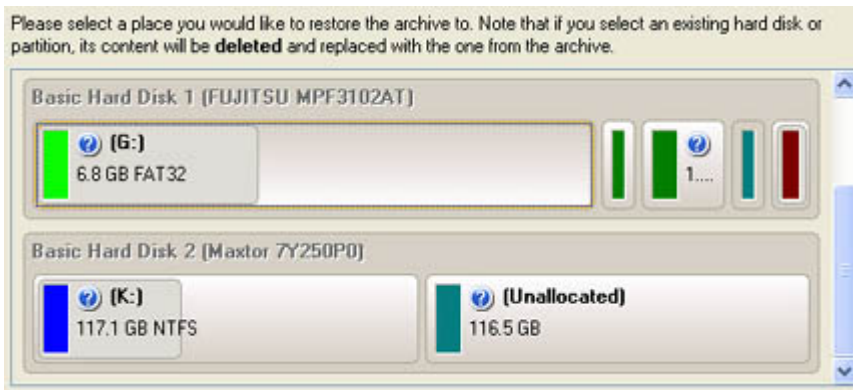 Please select a place you would like to restore the archive to. Note that if you select an existing hard disk or
partition, its content will be deleted and replaced with the one from the archive.
Basic Hard Disk 1 (FUJITSU MPF3102AT)
(G:)
6.8 GB FAT32
1....
Basic Hard Disk 2 (Maxtor 7Y250P0)
(K:)
117.1 GB NTFS
(Unallocated)
116.5 GB